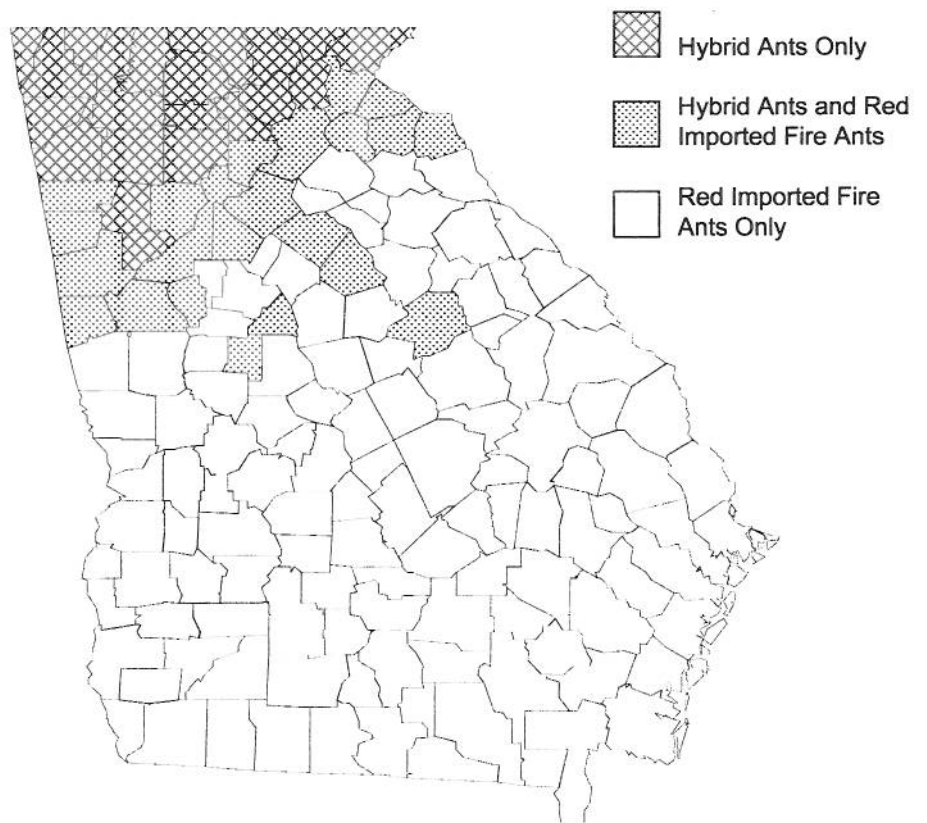 Hybrid Ants Only
Hybrid Ants and Red
Imported Fire Ants
Red Imported Fire
Ants Only